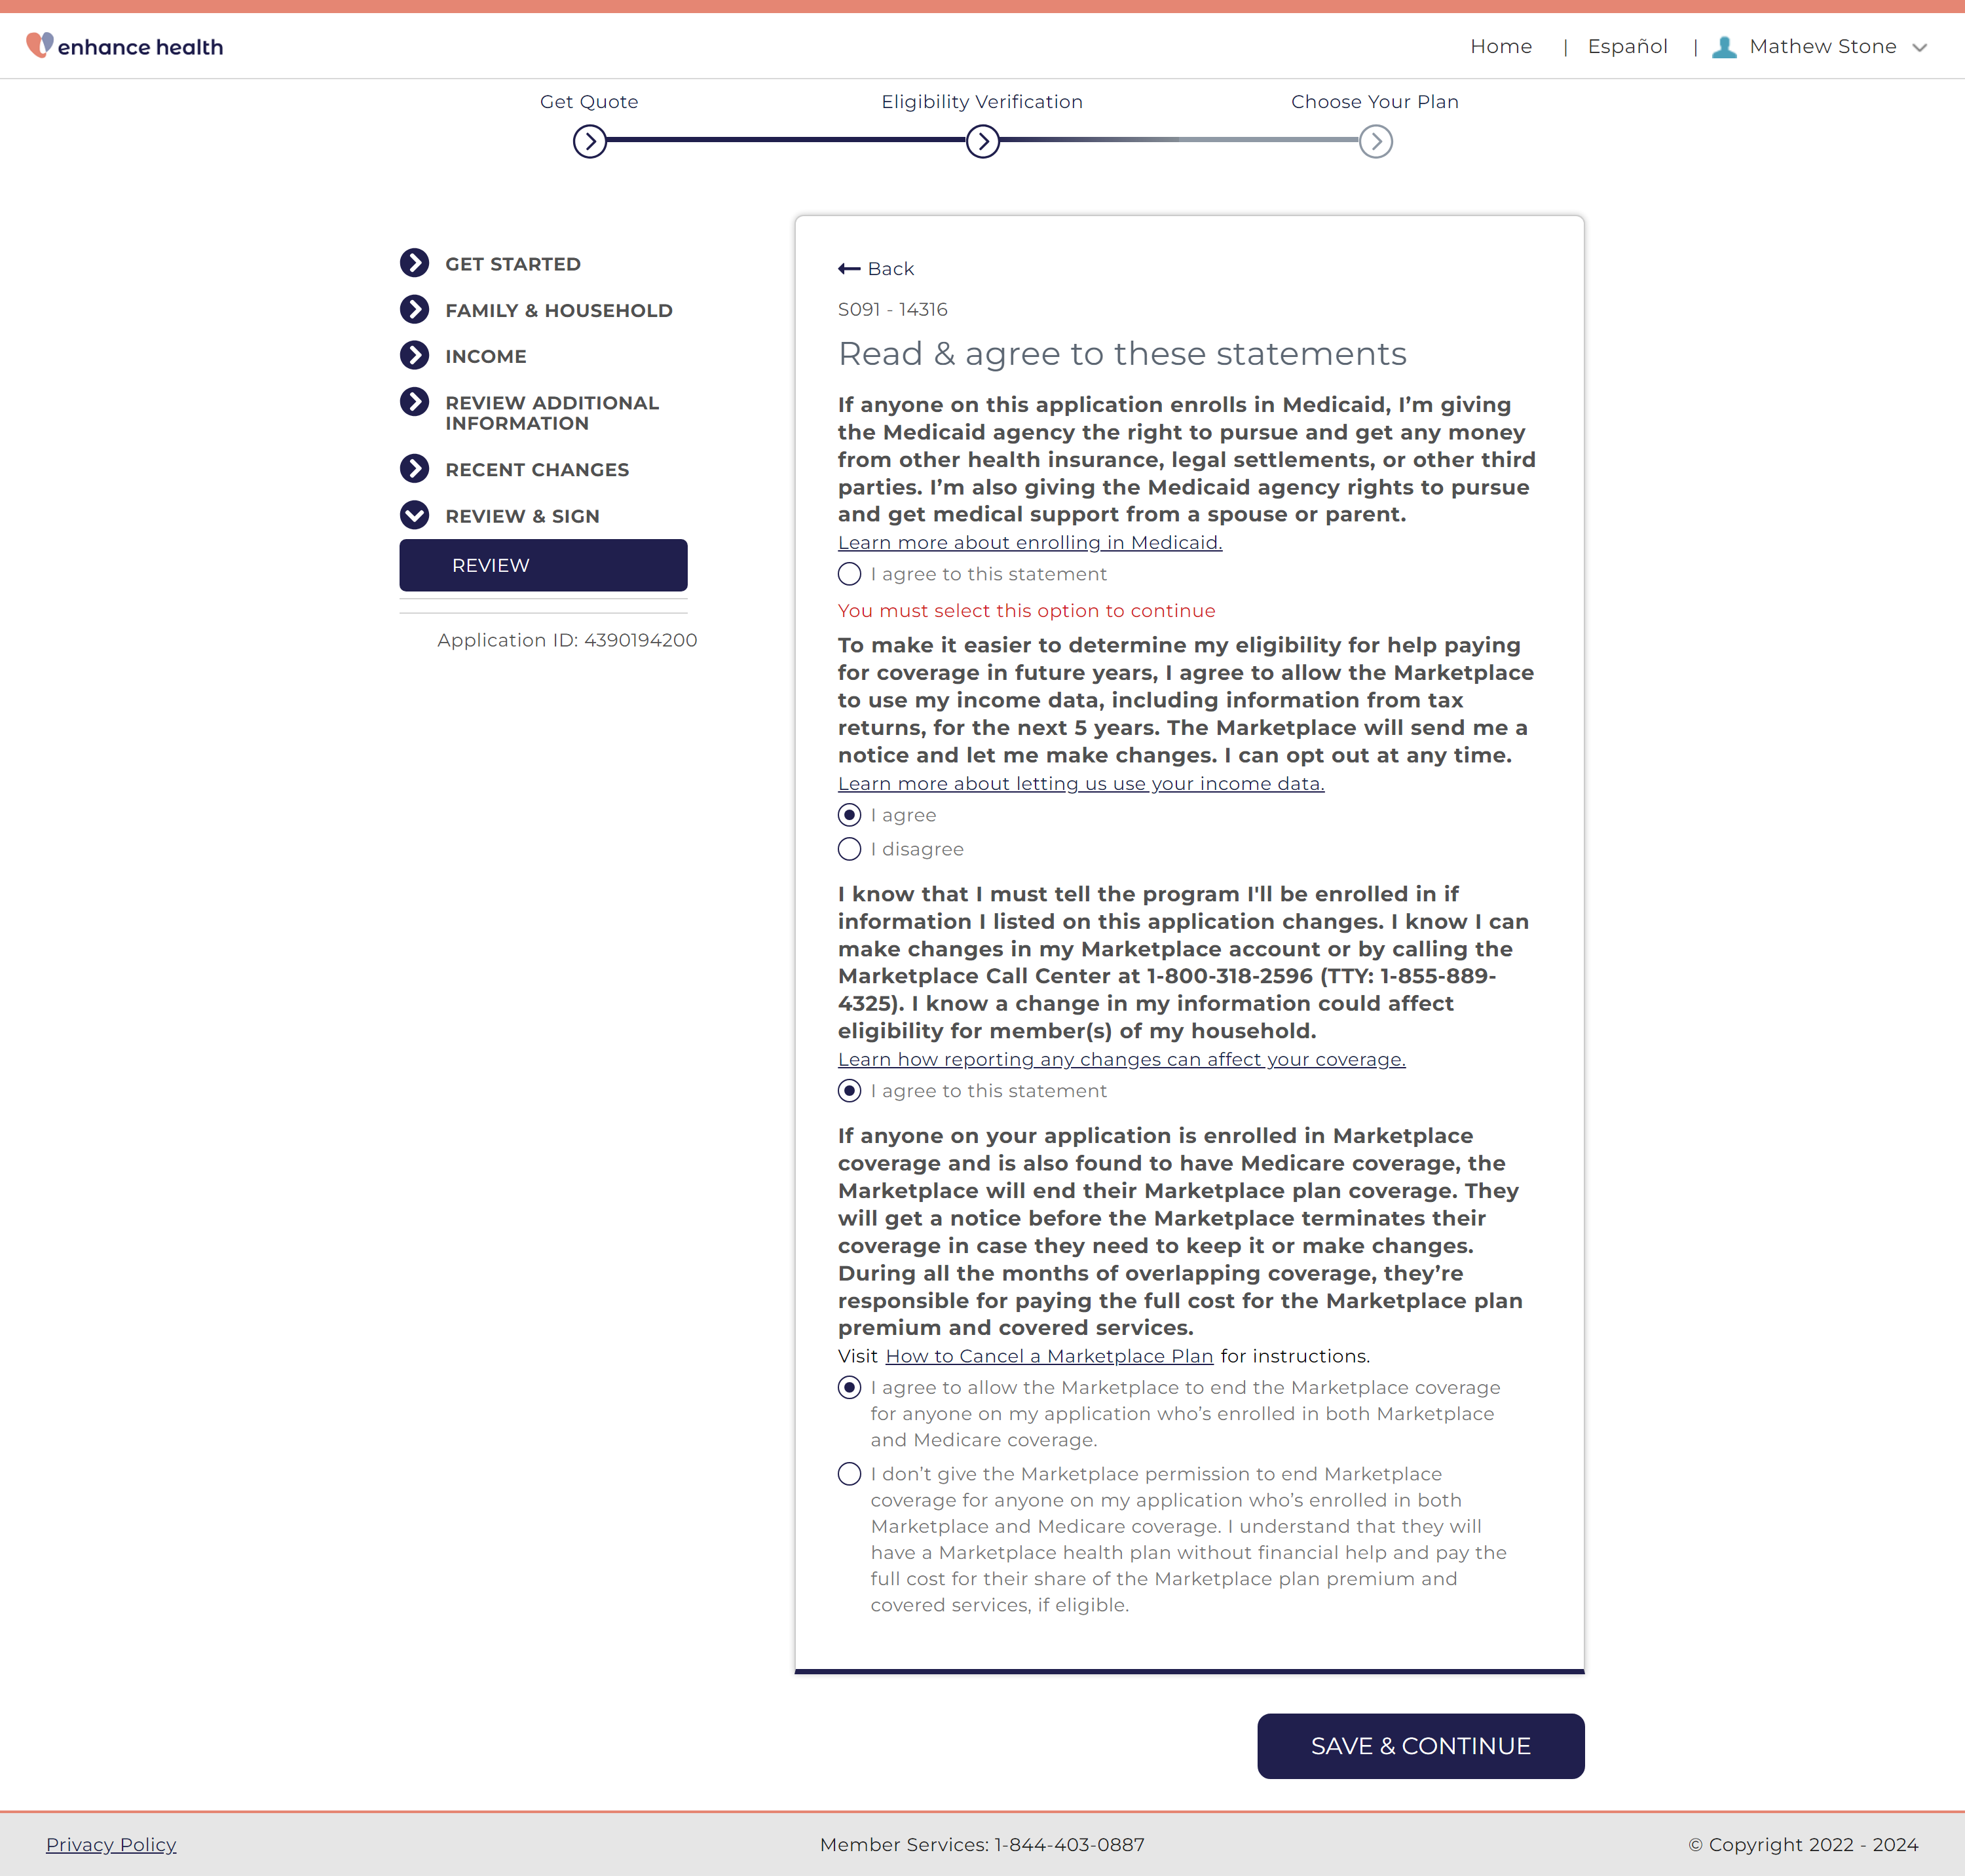 enhance health
Home | Español | Mathew Stone
Get Quote
Eligibility Verification
Choose Your Plan
GET STARTED
FAMILY & HOUSEHOLD
INCOME
REVIEW ADDITIONAL
INFORMATION
RECENT CHANGES
REVIEW & SIGN
REVIEW
Application ID: 4390194200
Back
S091 - 14316
Read & agree to these statements
If anyone on this application enrolls in Medicaid, I’m giving
the Medicaid agency the right to pursue and get any money
from other health insurance, legal settlements, or other third
parties. I’m also giving the Medicaid agency rights to pursue
and get medical support from a spouse or parent.
Learn more about enrolling in Medicaid.
I agree to this statement
You must select this option to continue
To make it easier to determine my eligibility for help paying
for coverage in future years, I agree to allow the Marketplace
to use my income data, including information from tax
returns, for the next 5 years. The Marketplace will send me a
notice and let me make changes. I can opt out at any time.
Learn more about letting us use your income data.
I agree
I disagree
I know that I must tell the program I'll be enrolled in if
information I listed on this application changes. I know I can
make changes in my Marketplace account or by calling the
Marketplace Call Center at 1-800-318-2596 (TTY: 1-855-889-
4325). I know a change in my information could affect
eligibility for member(s) of my household.
Learn how reporting any changes can affect your coverage.
I agree to this statement
If anyone on your application is enrolled in Marketplace
coverage and is also found to have Medicare coverage, the
Marketplace will end their Marketplace plan coverage. They
will get a notice before the Marketplace terminates their
coverage in case they need to keep it or make changes.
During all the months of overlapping coverage, they’re
responsible for paying the full cost for the Marketplace plan
premium and covered services.
Visit How to Cancel a Marketplace Plan for instructions.
I agree to allow the Marketplace to end the Marketplace coverage
for anyone on my application who’s enrolled in both Marketplace
and Medicare coverage.
I don’t give the Marketplace permission to end Marketplace
coverage for anyone on my application who’s enrolled in both
Marketplace and Medicare coverage. I understand that they will
have a Marketplace health plan without financial help and pay the
full cost for their share of the Marketplace plan premium and
covered services, if eligible.
SAVE & CONTINUE
Privacy Policy
Member Services: 1-844-403-0887
© Copyright 2022 - 2024